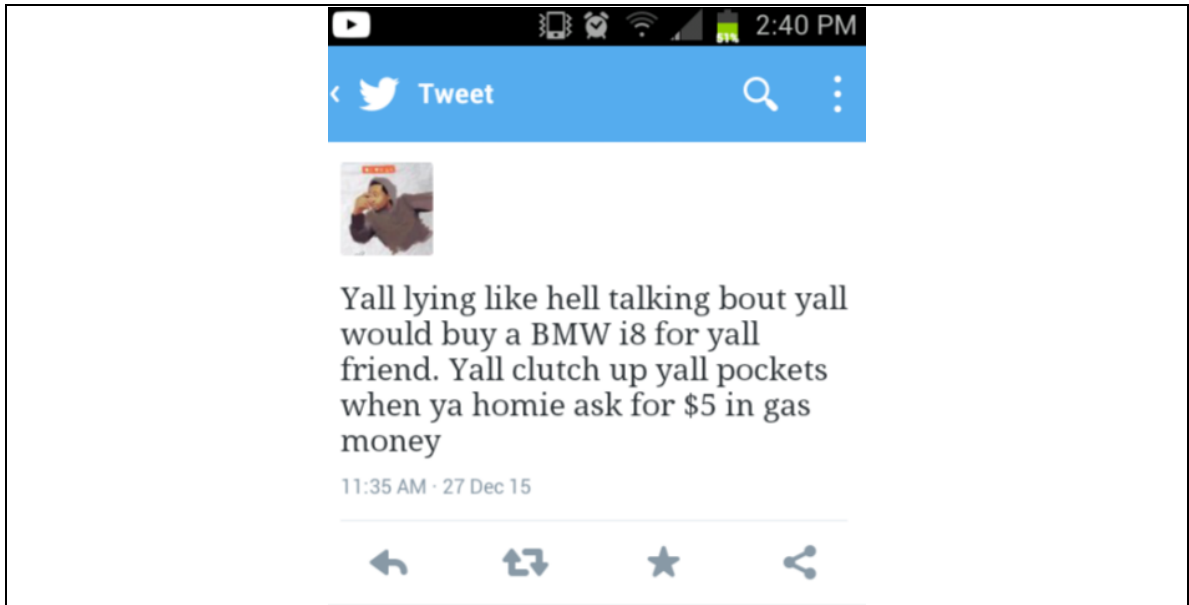 51% 2:40 PM
Tweet
Yall lying like hell talking bout yall
would buy a BMW i8 for yall
friend. Yall clutch up yall pockets
when ya homie ask for $5 in gas
money
11:35 AM · 27 Dec 15